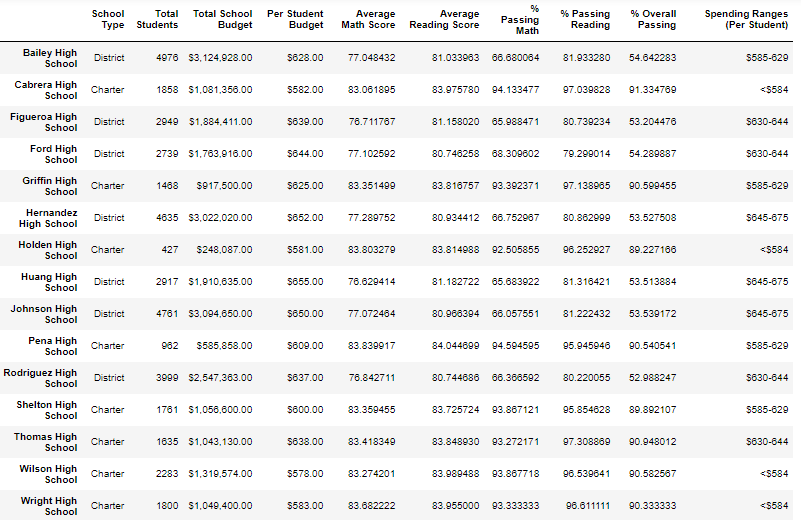 School Type Total Students Total School Budget Per Student Budget Average Math Score Average Reading Score % Passing Math % Passing Reading % Overall Passing Spending Ranges (Per Student)
Bailey High School District 4976 $3,124,928.00 $628.00 77.048432 81.033963 66.680064 81.933280 54.642283 $585-629
Cabrera High School Charter 1858 $1,081,356.00 $582.00 83.061895 83.975780 94.133477 97.039828 91.334769 <$584
Figueroa High School District 2949 $1,884,411.00 $639.00 76.711767 81.158020 65.988471 80.739234 53.204476 $630-644
Ford High School District 2739 $1,763,916.00 $644.00 77.102592 80.746258 68.309602 79.299014 54.289887 $630-644
Griffin High School Charter 1468 $917,500.00 $625.00 83.351499 83.816757 93.392371 97.138965 90.599455 $585-629
Hernandez High School District 4635 $3,022,020.00 $652.00 77.289752 80.934412 66.752967 80.862999 53.527508 $645-675
Holden High School Charter 427 $248,087.00 $581.00 83.803279 83.814988 92.505855 96.252927 89.227166 <$584
Huang High School District 2917 $1,910,635.00 $655.00 76.629414 81.182722 65.683922 81.316421 53.513884 $645-675
Johnson High School District 4761 $3,094,650.00 $650.00 77.072464 80.966394 66.057551 81.222432 53.539172 $645-675
Pena High School Charter 962 $585,858.00 $609.00 83.839917 84.044699 94.594595 95.945946 90.540541 $585-629
Rodriguez High School District 3999 $2,547,363.00 $637.00 76.842711 80.744686 66.366592 80.220055 52.988247 $630-644
Shelton High School Charter 1761 $1,056,600.00 $600.00 83.359455 83.725724 93.867121 95.854628 89.892107 $585-629
Thomas High School Charter 1635 $1,043,130.00 $638.00 83.418349 83.848930 93.272171 97.308869 90.948012 $630-644
Wilson High School Charter 2283 $1,319,574.00 $578.00 83.274201 83.989488 93.867718 96.539641 90.582567 <$584
Wright High School Charter 1800 $1,049,400.00 $583.00 83.682222 83.955000 93.333333 96.611111 90.333333 <$584